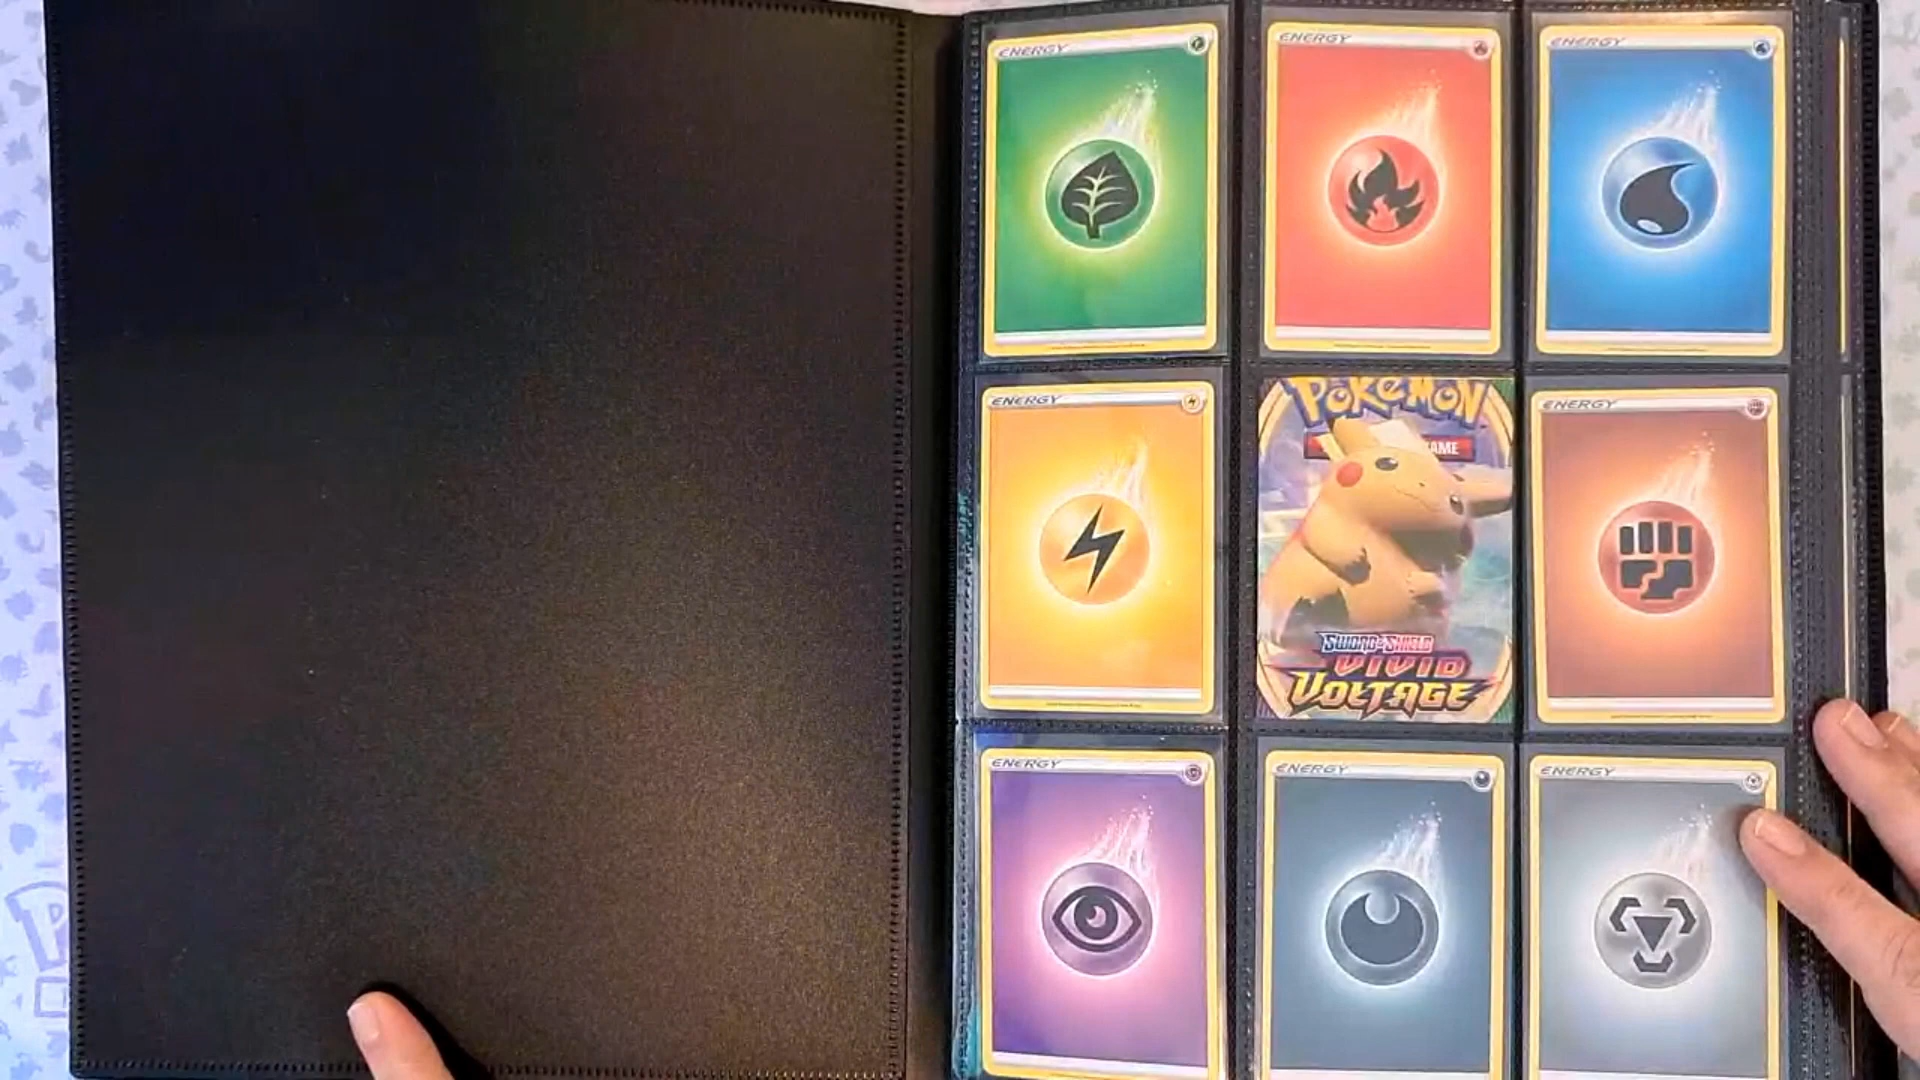 ENERGY
ENERGY
ENERGY
ENERGY
POKÉMON
AME
SWORD & SHIELD
VIVID
VOLTAGE
ENERGY
ENERGY
ENERGY
ENERGY